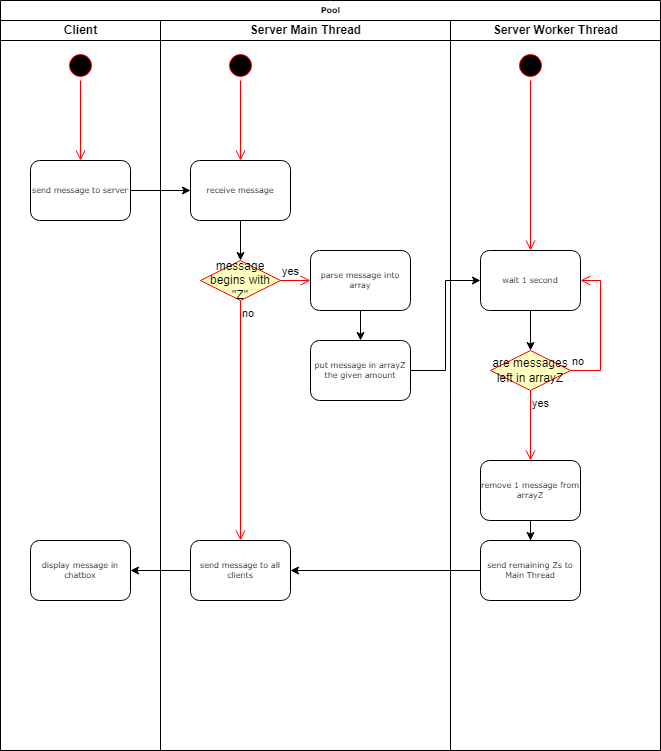 Pool
Client
Server Main Thread
Server Worker Thread
send message to server
receive message
message
begins with
"Z"
yes
no
parse message into
array
put message in arrayZ
the given amount
wait 1 second
are messages
left in arrayZ
no
yes
remove 1 message from
arrayZ
display message in
chatbox
send message to all
clients
send remaining Zs to
Main Thread